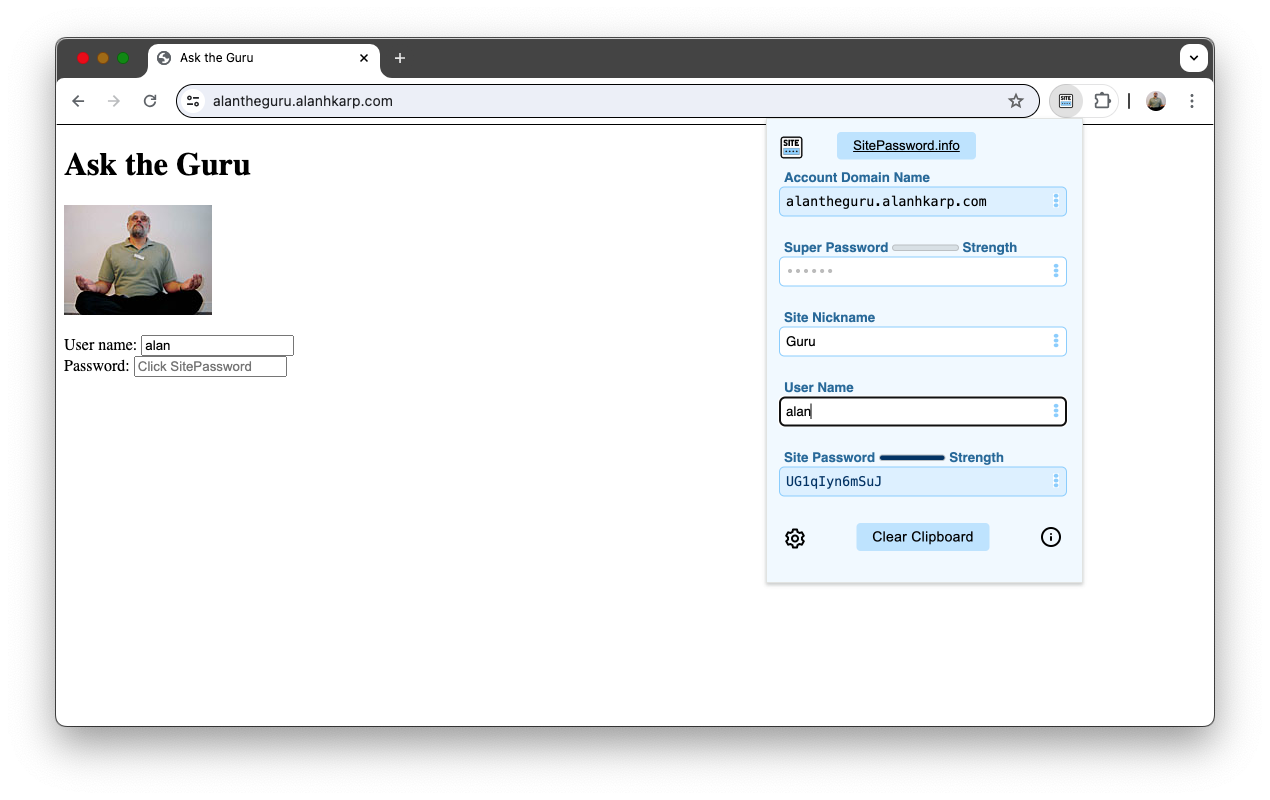 Ask the Guru
alantheguru.alanhkarp.com
Ask the Guru
User name: alan
Password: Click SitePassword
SITE
SITE
SitePassword.info
Account Domain Name
alantheguru.alanhkarp.com
Super Password Strength
••••••
Site Nickname
Guru
User Name
alan
Site Password Strength
UG1qIyn6mSuJ
Clear Clipboard